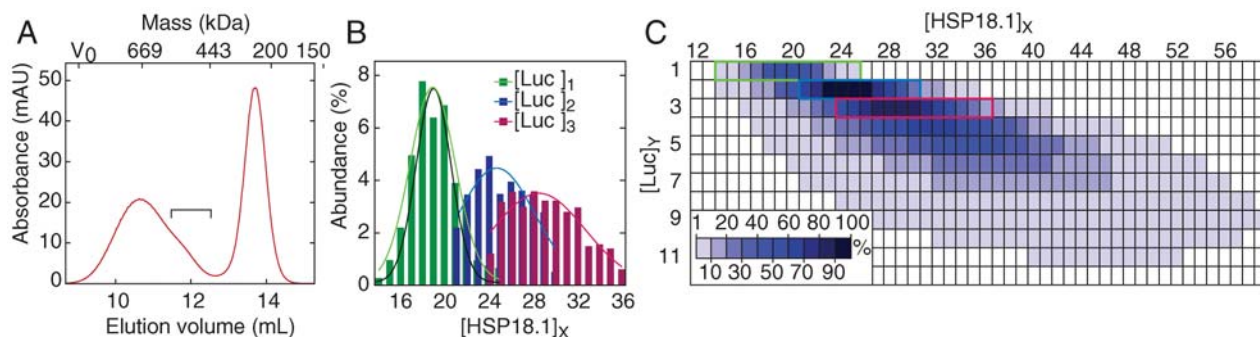 A
Mass (kDa)
V0 669 443 200 150
Absorbance (mAU)
50
40
30
20
10
0
10 12 14
Elution volume (mL)
B
Abundance (%)
8
6
4
2
0
[Luc ]1
[Luc ]2
[Luc ]3
14 16 20 24 28 32 36
[HSP18.1]X
C
[HSP18.1]X
12 16 20 24 28 32 36 40 44 48 52 56
[Luc]Y
1
3
5
7
9
11
1 20 40 60 80 100
%
10 30 50 70 90